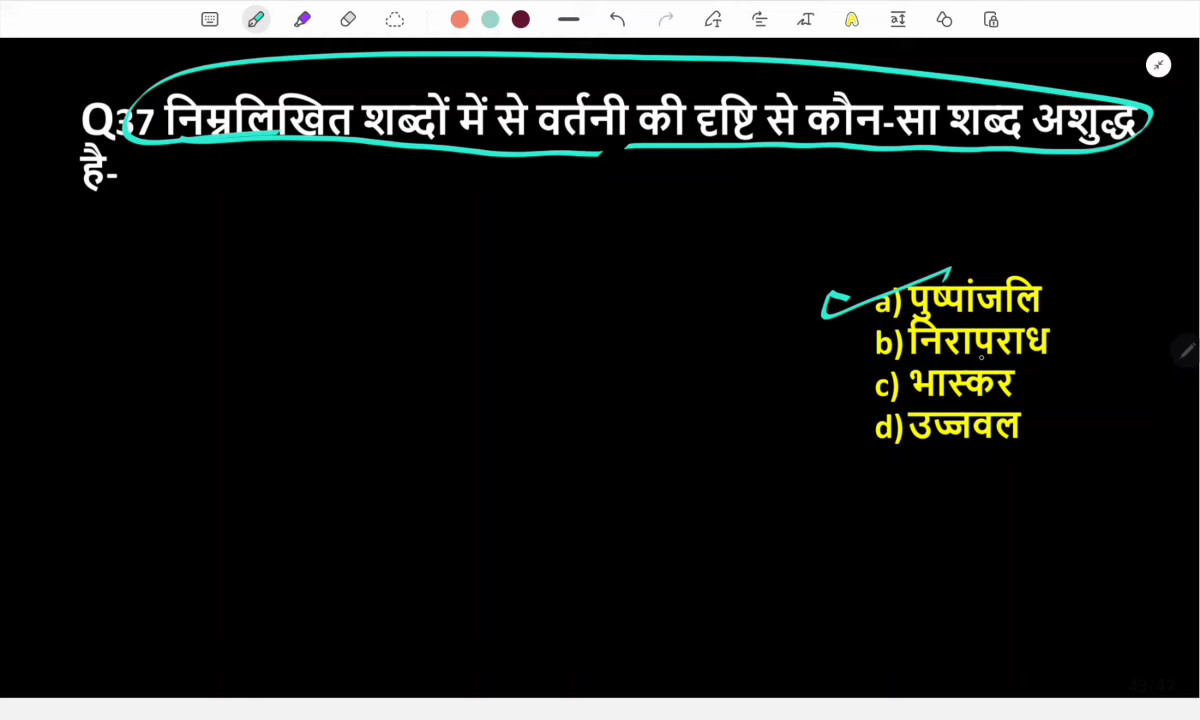 Q37 निम्नलिखित शब्दों में से वर्तनी की दृष्टि से कौन-सा शब्द अशुद्ध
है-
a) पुष्पांजलि
b) निरापराध
c) भास्कर
d) उज्जवल